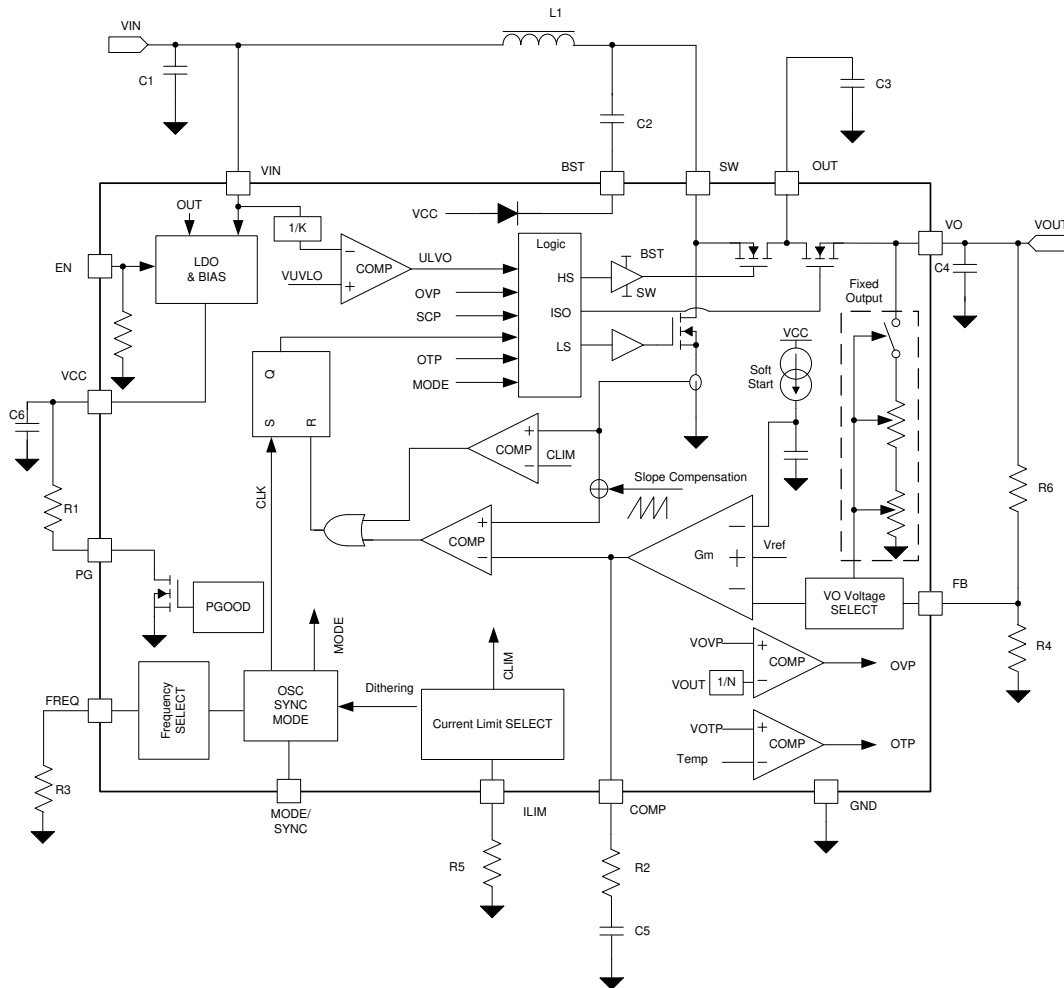 L1
VIN
C1
C3
C2
VIN
BST
SW
OUT
OUT
VCC
1/K
LDO
& BIAS
Logic
VO
VOUT
EN
COMP
ULVO
BST
VUVLO
HS
SW
C4
OVP
Fixed
Output
SCP
ISO
VCC
LS
OTP
Soft
Start
VCC
Q
MODE
C6
S
R
COMP
CLIM
Slope Compensation
R6
R1
CLK
COMP
Gm
Vref
PG
FB
PGOOD
VO Voltage
SELECT
MODE
CLIM
VOVP
R4
COMP
OVP
VOUT
1/N
FREQ
Frequency
SELECT
OSC
SYNC
MODE
Dithering
Current Limit SELECT
VOTP
COMP
OTP
Temp
R3
MODE/
SYNC
ILIM
COMP
GND
R5
R2
C5